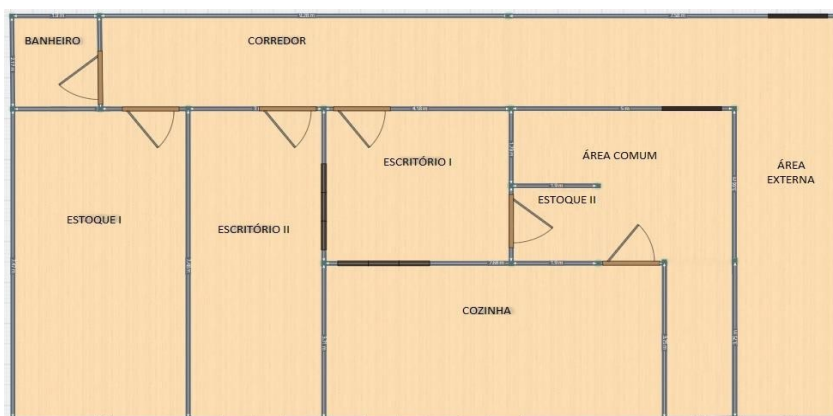 BANHEIRO
CORREDOR
ESCRITÓRIO I
ÁREA COMUM
ÁREA
EXTERNA
ESTOQUE I
ESCRITÓRIO II
ESTOQUE II
COZINHA